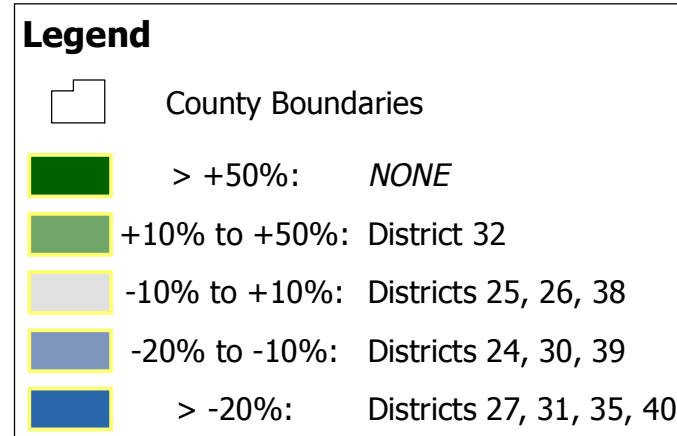 Legend
County Boundaries
> +50%: NONE
+10% to +50%: District 32
-10% to +10%: Districts 25, 26, 38
-20% to -10%: Districts 24, 30, 39
> -20%: Districts 27, 31, 35, 40